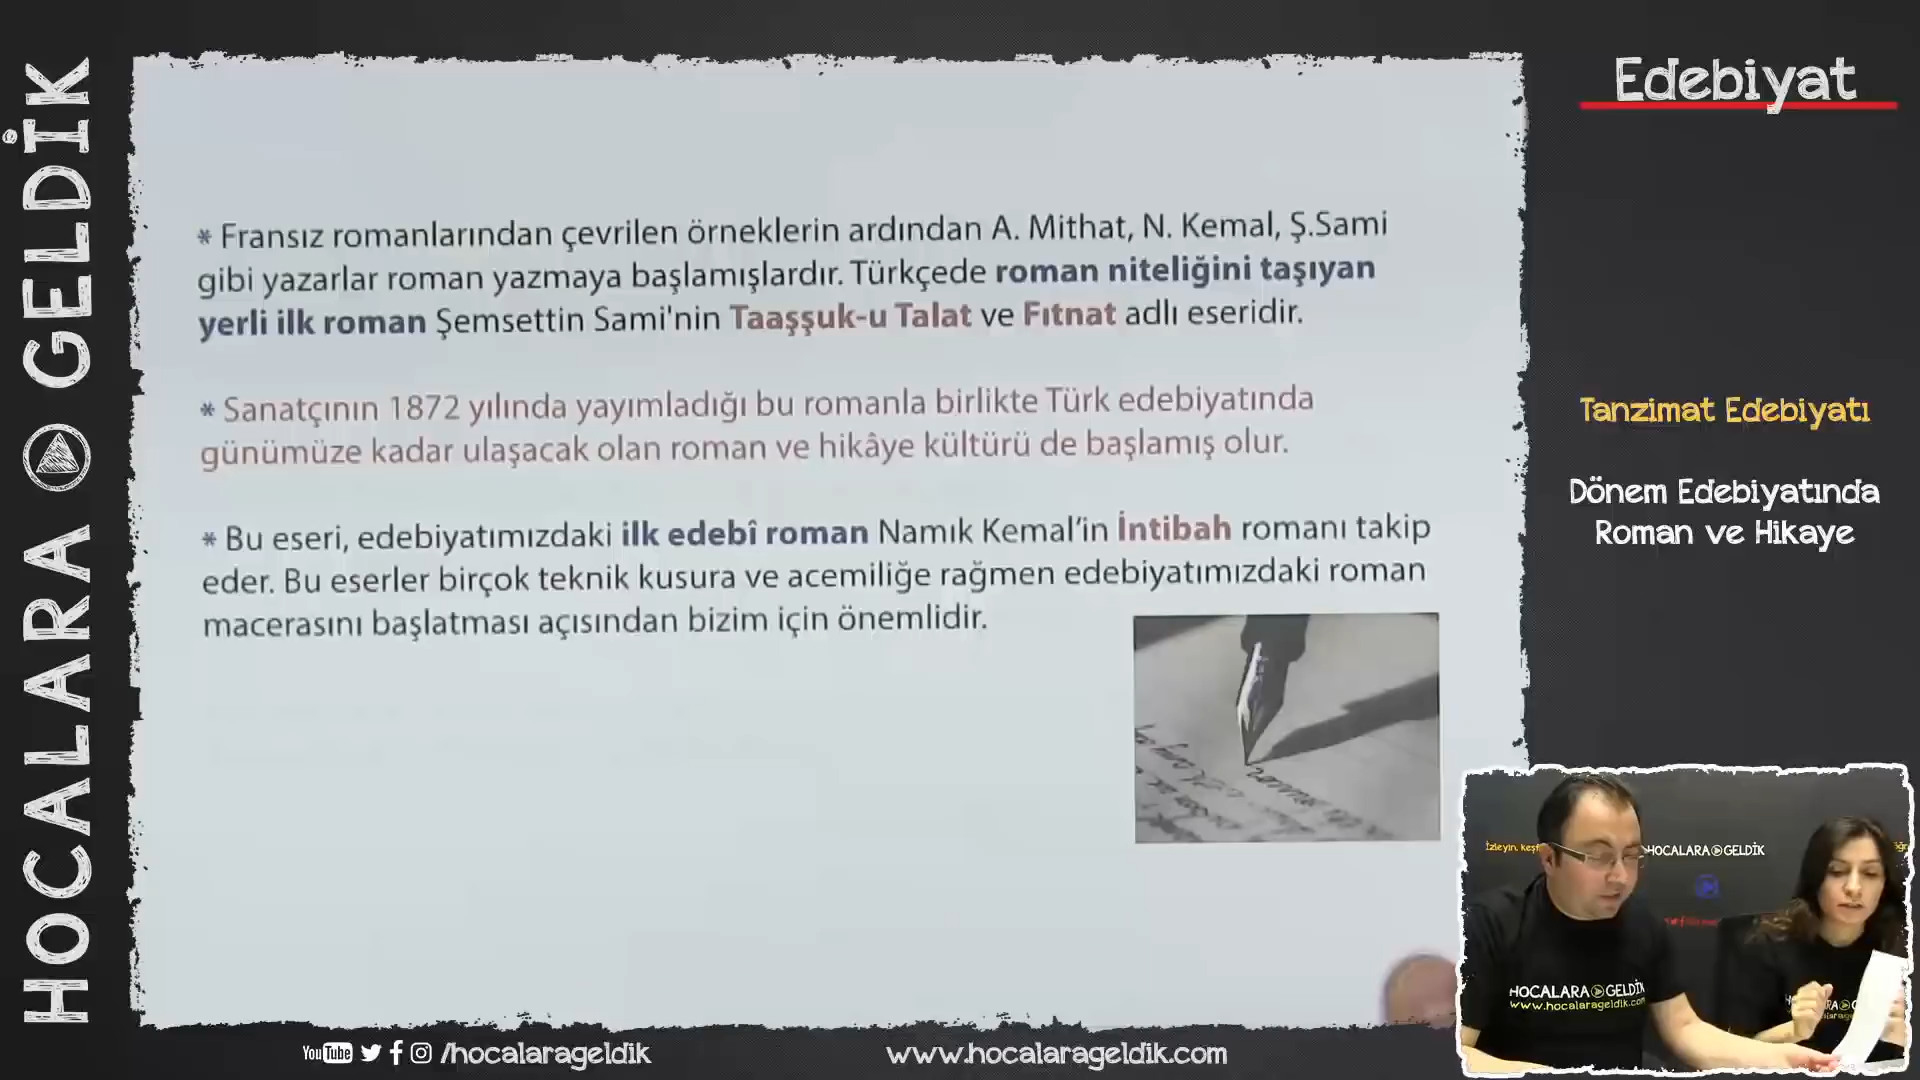 HOCALARA GELDİK
Edebiyat
* Fransız romanlarından çevrilen örneklerin ardından A. Mithat, N. Kemal, Ş.Sami
gibi yazarlar roman yazmaya başlamışlardır. Türkçede roman niteliğini taşıyan
yerli ilk roman Şemsettin Sami'nin Taaşşuk-u Talat ve Fıtnat adlı eseridir.
* Sanatçının 1872 yılında yayımladığı bu romanla birlikte Türk edebiyatında
günümüze kadar ulaşacak olan roman ve hikâye kültürü de başlamış olur.
* Bu eseri, edebiyatımızdaki ilk edebî roman Namık Kemal’in İntibah romanı takip
eder. Bu eserler birçok teknik kusura ve acemiliğe rağmen edebiyatımızdaki roman
macerasını başlatması açısından bizim için önemlidir.
Tanzimat Edebiyatı
Dönem Edebiyatında
Roman ve Hikaye
İzleyin, keşf
HOCALARA GELDİK
HOCALARA GELDİK
www.hocalarageldik.com
YouTube /hocalarageldik
www.hocalarageldik.com